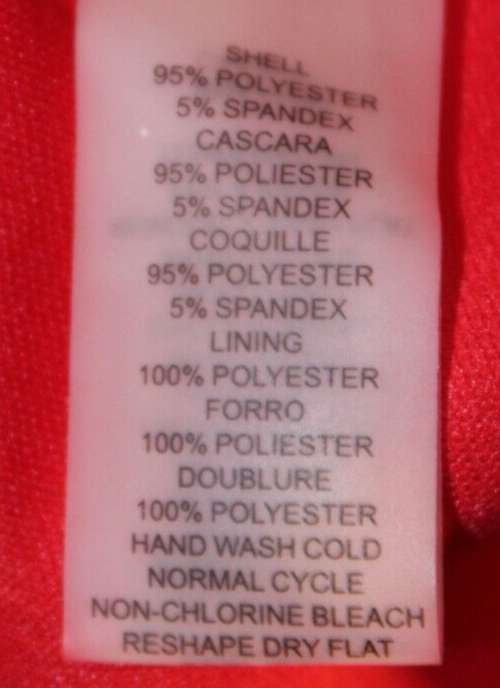 SHELL
95% POLYESTER
5% SPANDEX
CASCARA
95% POLIESTER
5% SPANDEX
COQUILLE
95% POLYESTER
5% SPANDEX
LINING
100% POLYESTER
FORRO
100% POLIESTER
DOUBLURE
100% POLYESTER
HAND WASH COLD
NORMAL CYCLE
NON-CHLORINE BLEACH
RESHAPE DRY FLAT